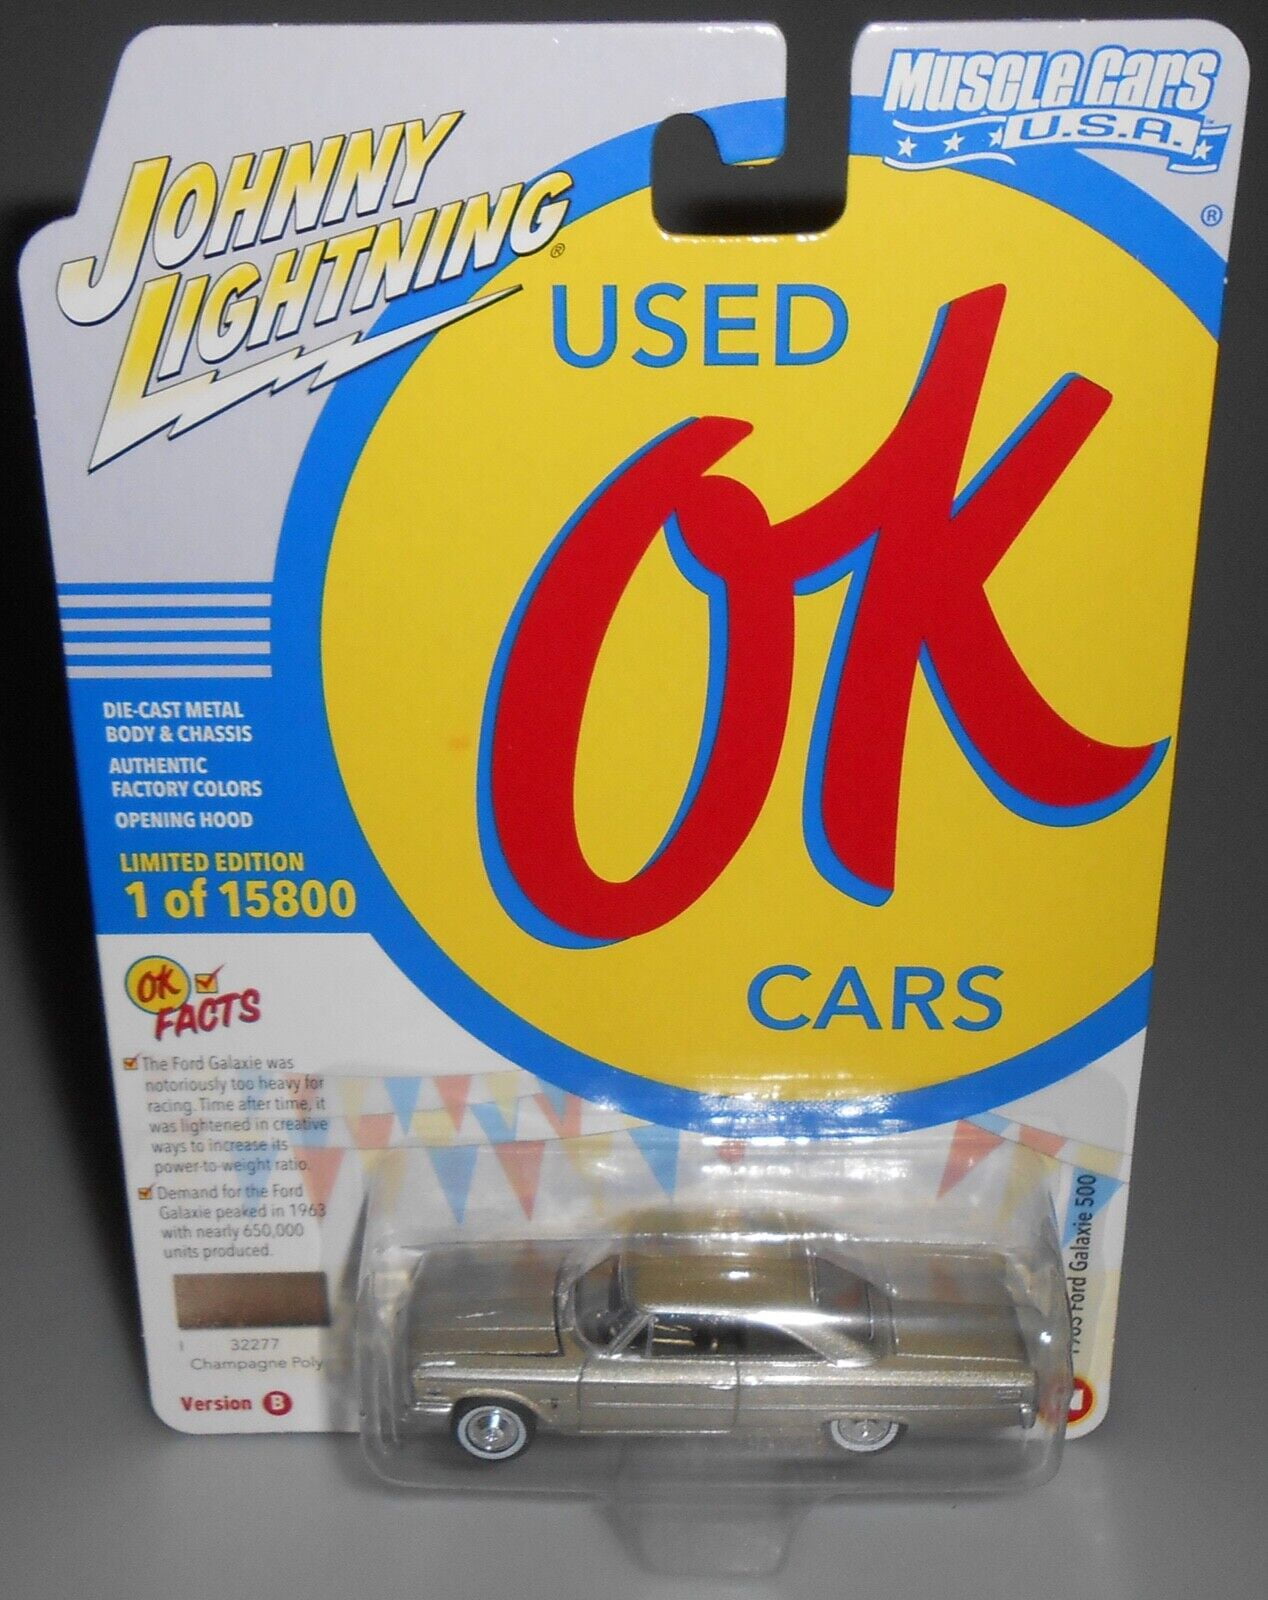 JOHNNY
LIGHTNING®
MUSCLE CARS
U.S.A.™
®
USED
OK
CARS
DIE-CAST METAL
BODY & CHASSIS
AUTHENTIC
FACTORY COLORS
OPENING HOOD
LIMITED EDITION
1 of 15800
OK
FACTS
The Ford Galaxie was
notoriously too heavy for
racing. Time after time, it
was lightened in creative
ways to increase its
power-to-weight ratio.
Demand for the Ford
Galaxie peaked in 1963
with nearly 650,000
units produced.
32277
Champagne Poly
Version B
1963 Ford Galaxie 500